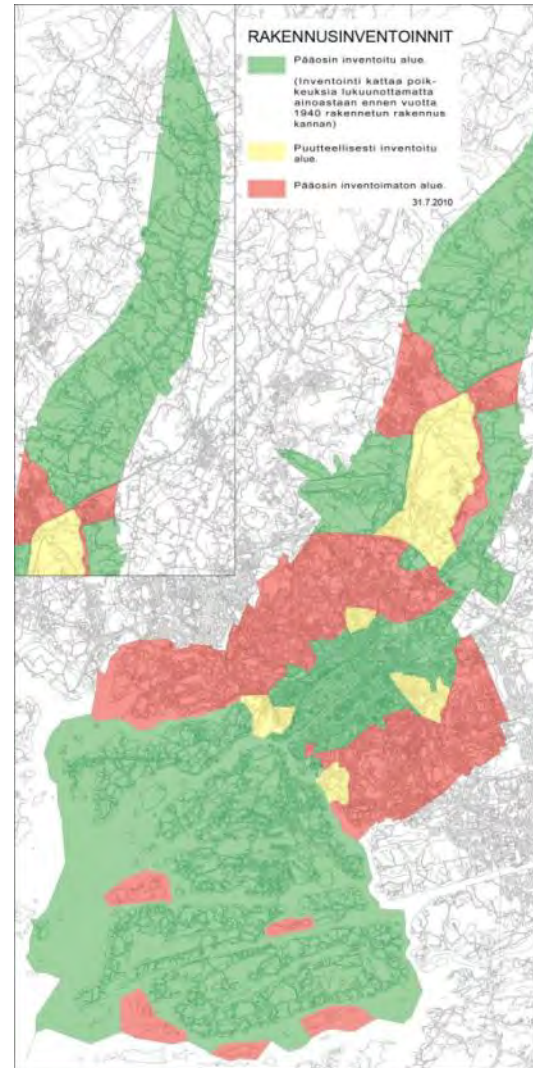 RAKENNUSINVENTOINNIT
Pääosin inventoitu alue.
(Inventointi kattaa poik-
keuksia lukuunottamatta
ainoastaan ennen vuotta
1940 rakennetun rakennus
kannan)
Puutteellisesti inventoitu
alue.
Pääosin inventoimaton alue.
31.7.2010